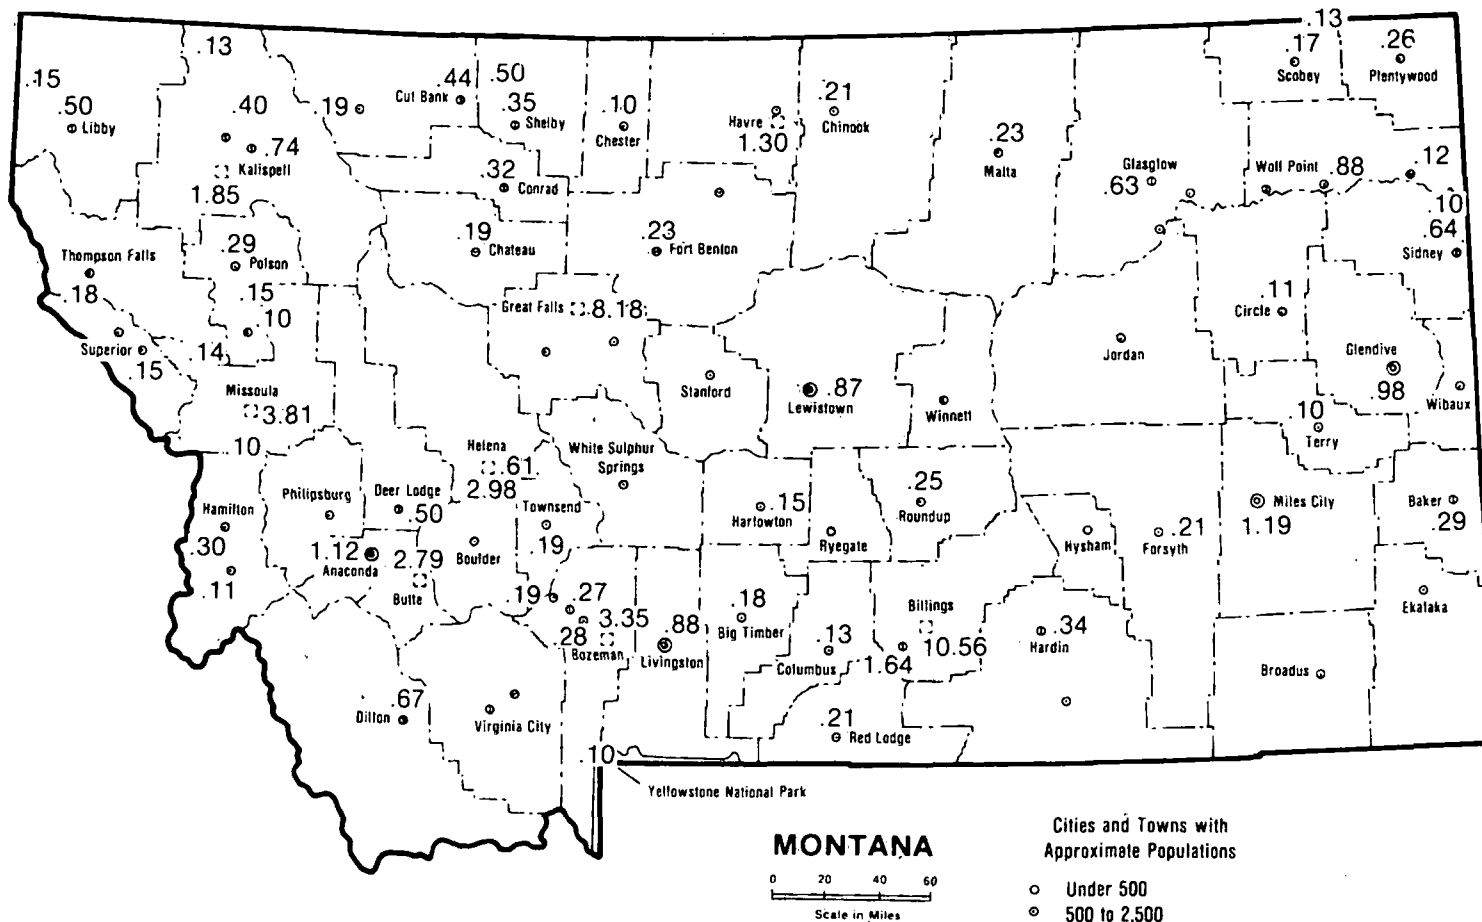 .13
.17
Scobey
.26
Plentywood
.13
.15
.50
Libby
.40
.74
Kalispell
1.85
.19
.44
Cut Bank
.50
.35
Shelby
.10
Chester
Havre
1.30
.21
Chinook
.23
Malta
Glasglow
.63
Wolf Point
.88
.12
.10
.64
Sidney
.32
Conrad
.19
Chateau
.23
Fort Benton
Thompson Falls
.18
.29
Polson
.15
.10
.14
Superior
.15
Great Falls
8.18
Stanford
.87
Lewistown
Winnett
Jordan
.11
Circle
Glendive
.98
Wibaux
Missoula
3.81
.10
Helena
.61
2.98
White Sulphur
Springs
.10
Terry
Hamilton
.30
.11
Philipsburg
Deer Lodge
.50
1.12
Anaconda
2.79
Butte
Boulder
Townsend
.19
.15
Harlowton
Ryegate
.25
Roundup
Hysham
.21
Forsyth
Miles City
1.19
Baker
.29
Ekalaka
.19
.27
3.35
.28
Bozeman
.88
Livingston
.18
Big Timber
.13
Columbus
Billings
10.56
1.64
.34
Hardin
Broadus
.67
Dillon
Virginia City
.21
Red Lodge
.10
Yellowstone National Park
MONTANA
0 20 40 60
Scale in Miles
Cities and Towns with
Approximate Populations
Under 500
500 to 2,500